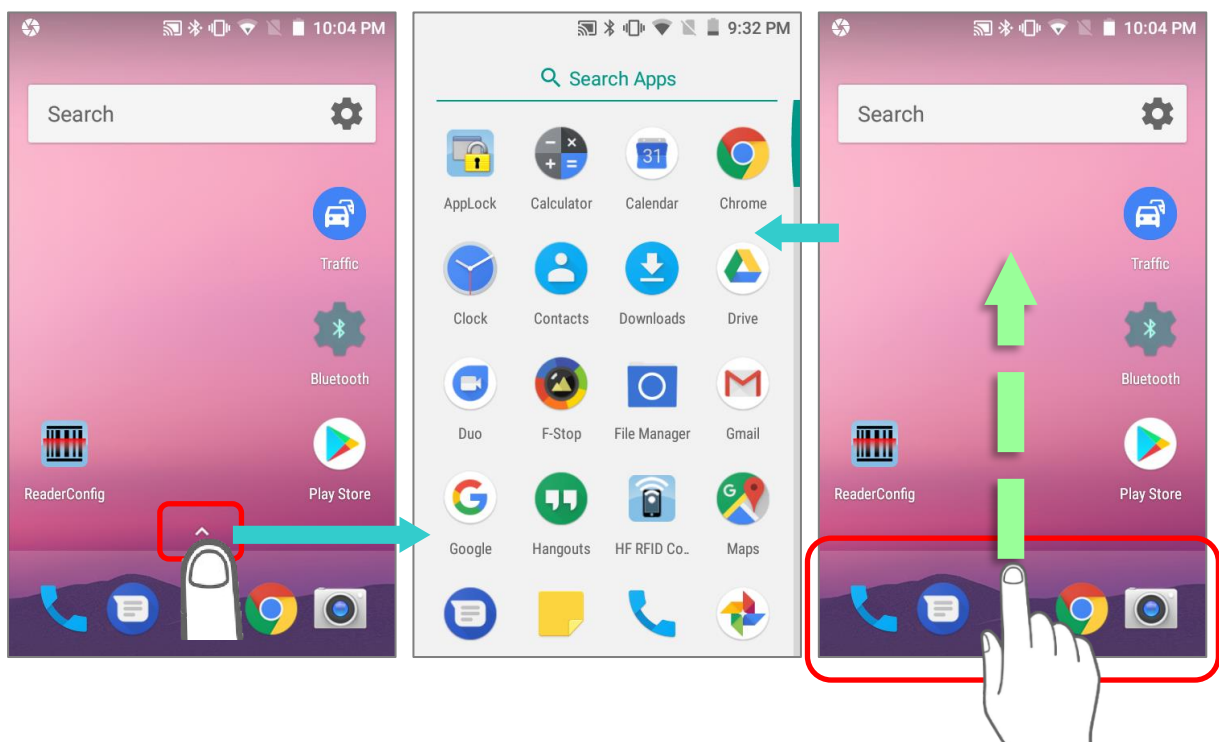 10:04 PM
Search
Traffic
Bluetooth
ReaderConfig
Play Store
9:32 PM
Search Apps
AppLock Calculator Calendar Chrome
31
Clock Contacts Downloads Drive
Duo F-Stop File Manager Gmail
Google Hangouts HF RFID Co.. Maps
10:04 PM
Search
Traffic
Bluetooth
ReaderConfig
Play Store